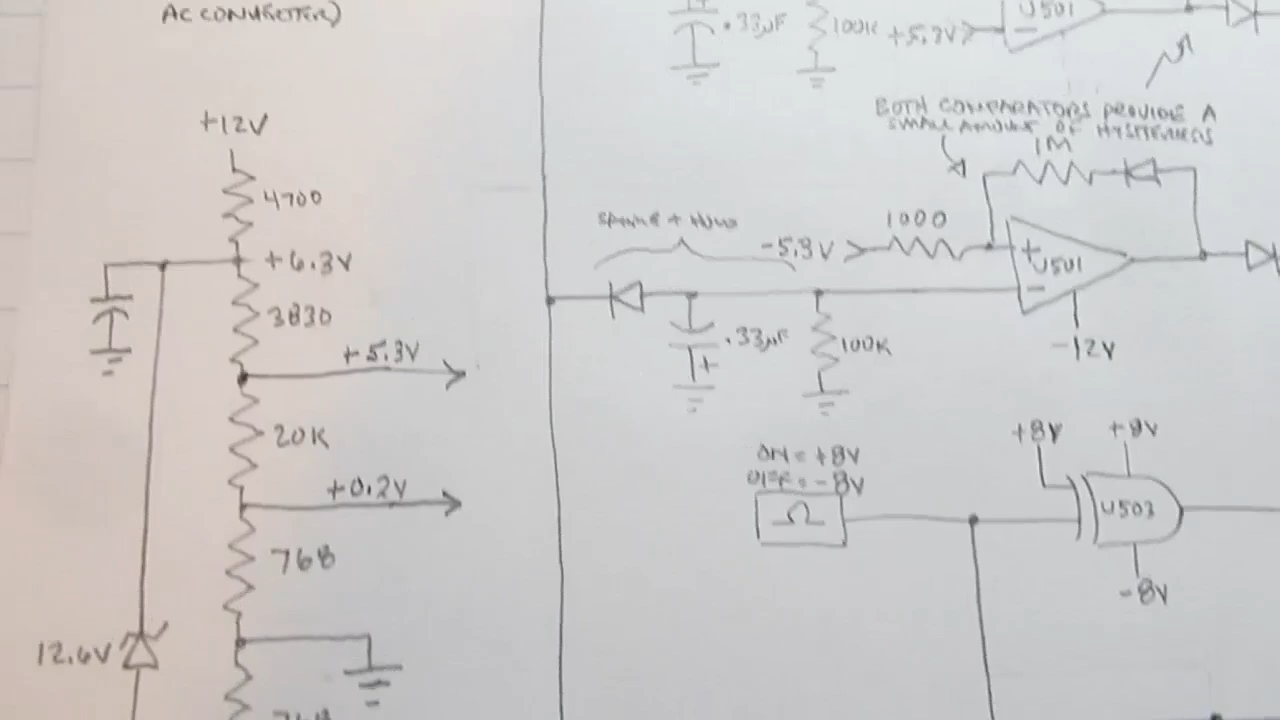 AC CONVERTER)
+12V
4700
+6.3V
3830
+5.3V
20K
+0.2V
768
12.6V
.33µF
100K
+5.3V
U501
BOTH COMPARATORS PROVIDE A
SMALL AMOUNT OF HYSTERESIS
1M
SAMPLE + HOLD
-5.3V
1000
+
U501
-
.33µF
+
100K
-12V
ON = +8V
OFF = -8V
Ω
+8V
+8V
U503
-8V